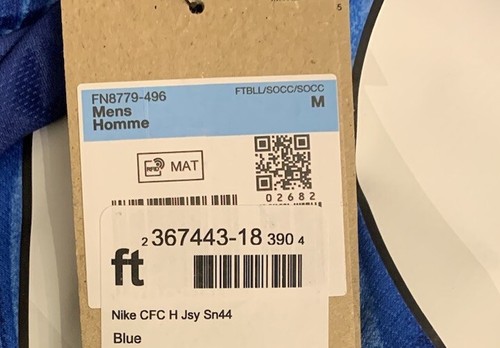 5
FN8779-496
FTBLL/SOCC/SOCC
Mens
M
Homme
RFID MAT
02682
2 367443-18 390 4
ft
Nike CFC H Jsy Sn44
Blue